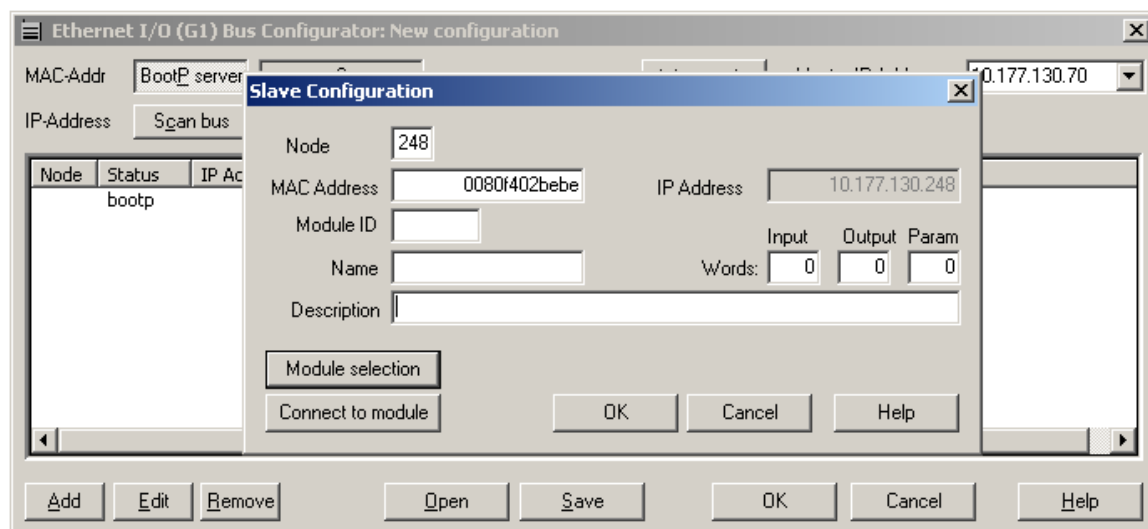 Ethernet I/O (G1) Bus Configurator: New configuration
MAC-Addr BootP server 10.177.130.70
Slave Configuration
IP-Address Scan bus
Node 248
Node Status IP Ac
MAC Address 0080f402bebe IP Address 10.177.130.248
bootp
Module ID
Input Output Param
Name Words: 0 0 0
Description
Module selection
Connect to module OK Cancel Help
Add Edit Remove Open Save OK Cancel Help